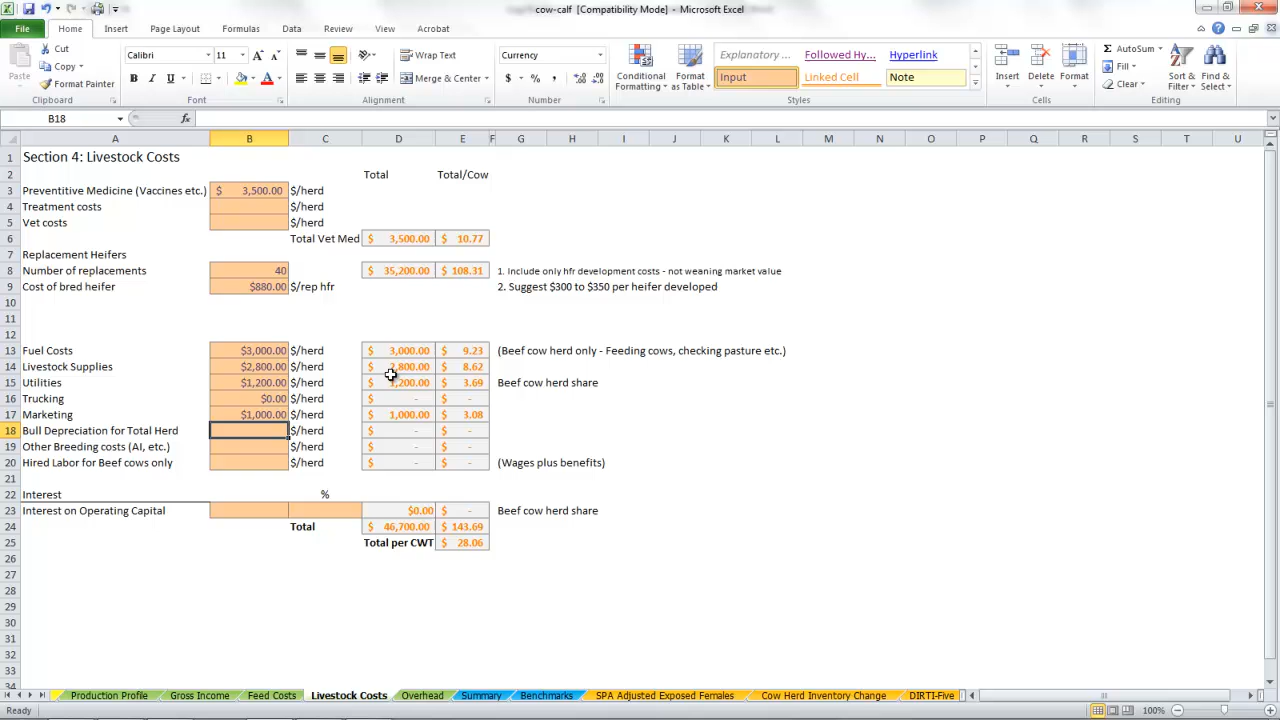 cow-calf [Compatibility Mode] - Microsoft Excel
File Home Insert Page Layout Formulas Data Review View Acrobat
Cut
Copy
Format Painter
Paste
Clipboard
Calibri 11
B I U
Font
Wrap Text
Merge & Center
Alignment
Currency
$ % ,
Number
Conditional Formatting
Format as Table
Explanatory ... Followed Hy... Hyperlink
Input Linked Cell Note
Styles
Insert Delete Format
Cells
AutoSum
Fill
Clear
Sort & Filter
Find & Select
Editing
B18 fx
A B C D E F G H I J K L M N O P Q R S T U
1 Section 4: Livestock Costs
2 Total Total/Cow
3 Preventitive Medicine (Vaccines etc.) $ 3,500.00 $/herd
4 Treatment costs $/herd
5 Vet costs $/herd
6 Total Vet Med $ 3,500.00 $ 10.77
7 Replacement Heifers
8 Number of replacements 40 $ 35,200.00 $ 108.31 1. Include only hfr development costs - not weaning market value
9 Cost of bred heifer $880.00 $/rep hfr 2. Suggest $300 to $350 per heifer developed
10
11
12
13 Fuel Costs $3,000.00 $/herd $ 3,000.00 $ 9.23 (Beef cow herd only - Feeding cows, checking pasture etc.)
14 Livestock Supplies $2,800.00 $/herd $ 2,800.00 $ 8.62
15 Utilities $1,200.00 $/herd $ 1,200.00 $ 3.69 Beef cow herd share
16 Trucking $0.00 $/herd $ - $ -
17 Marketing $1,000.00 $/herd $ 1,000.00 $ 3.08
18 Bull Depreciation for Total Herd $/herd $ - $ -
19 Other Breeding costs (AI, etc.) $/herd $ - $ -
20 Hired Labor for Beef cows only $/herd $ - $ - (Wages plus benefits)
21
22 Interest %
23 Interest on Operating Capital $0.00 $ - Beef cow herd share
24 Total $ 46,700.00 $ 143.69
25 Total per CWT $ 28.06
26
27
28
29
30
31
32
33
34
Production Profile Gross Income Feed Costs Livestock Costs Overhead Summary Benchmarks SPA Adjusted Exposed Females Cow Herd Inventory Change DIRTI-Five
Ready 100%